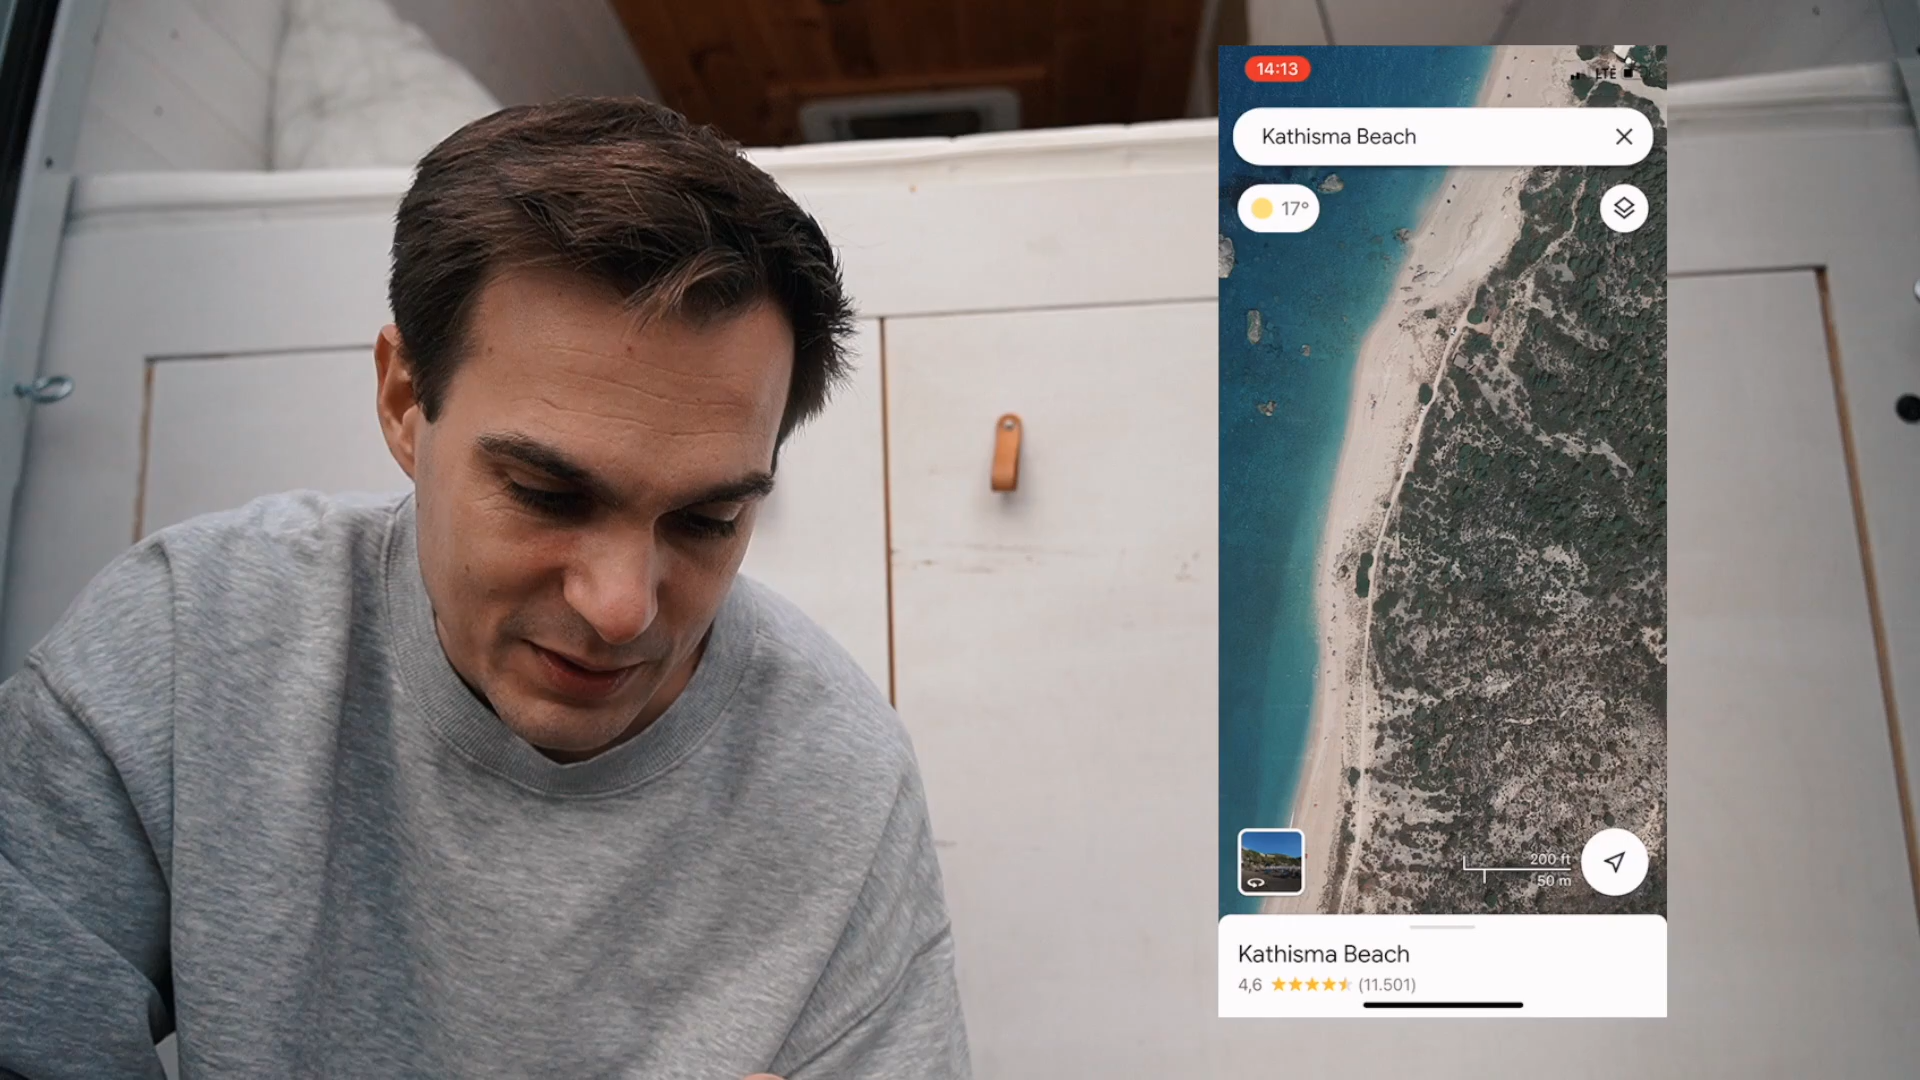 14:13
LTE
Kathisma Beach
17°
200 ft
50 m
Kathisma Beach
4,6 (11.501)